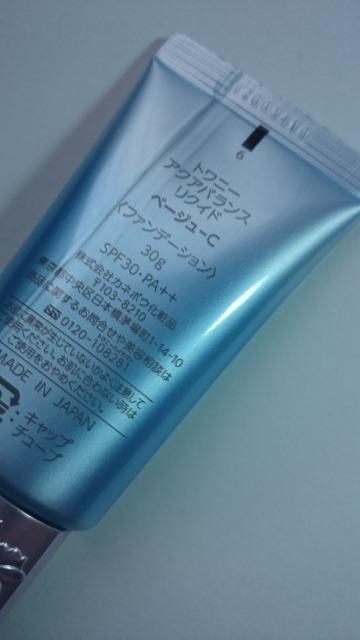 6
トワニー
アクアバランス
リクイド
ベージュ-C
〈ファンデーション〉
30g
SPF30・PA++
株式会社カネボウ化粧品
〒103-8210
東京都中央区日本橋茅場町1-14-10
商品に関するお問合せや美容相談は
0120-108281
お肌に異常が生じていないかよく注意して
ご使用ください。お肌に合わない時は
ご使用をおやめください。
MADE IN JAPAN
キャップ
チューブ